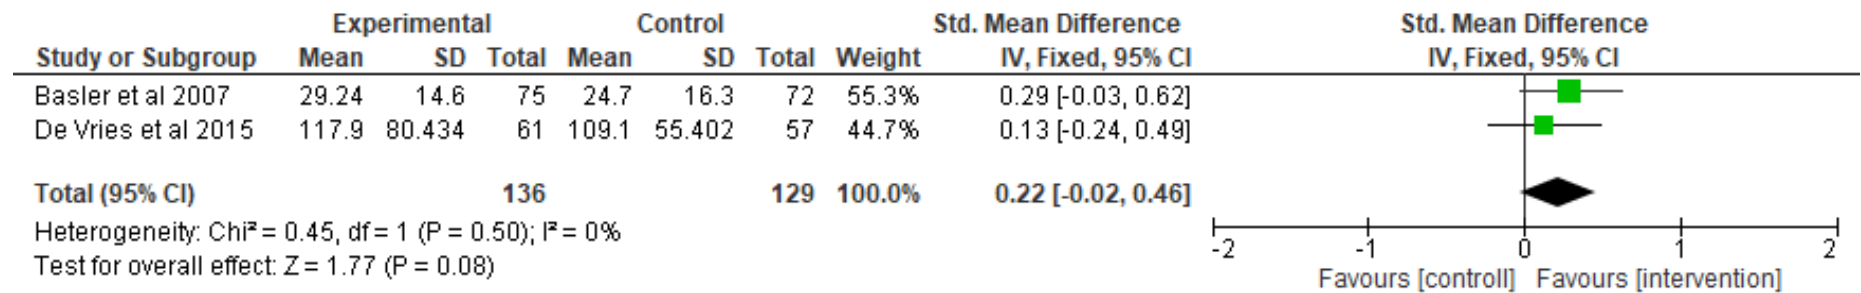 Experimental Control Std. Mean Difference Std. Mean Difference
Study or Subgroup Mean SD Total Mean SD Total Weight IV, Fixed, 95% CI IV, Fixed, 95% CI
Basler et al 2007 29.24 14.6 75 24.7 16.3 72 55.3% 0.29 [-0.03, 0.62]
De Vries et al 2015 117.9 80.434 61 109.1 55.402 57 44.7% 0.13 [-0.24, 0.49]
Total (95% CI) 136 129 100.0% 0.22 [-0.02, 0.46]
Heterogeneity: Chi² = 0.45, df = 1 (P = 0.50); I² = 0%
Test for overall effect: Z = 1.77 (P = 0.08)
-2 -1 0 1 2
Favours [controll] Favours [intervention]